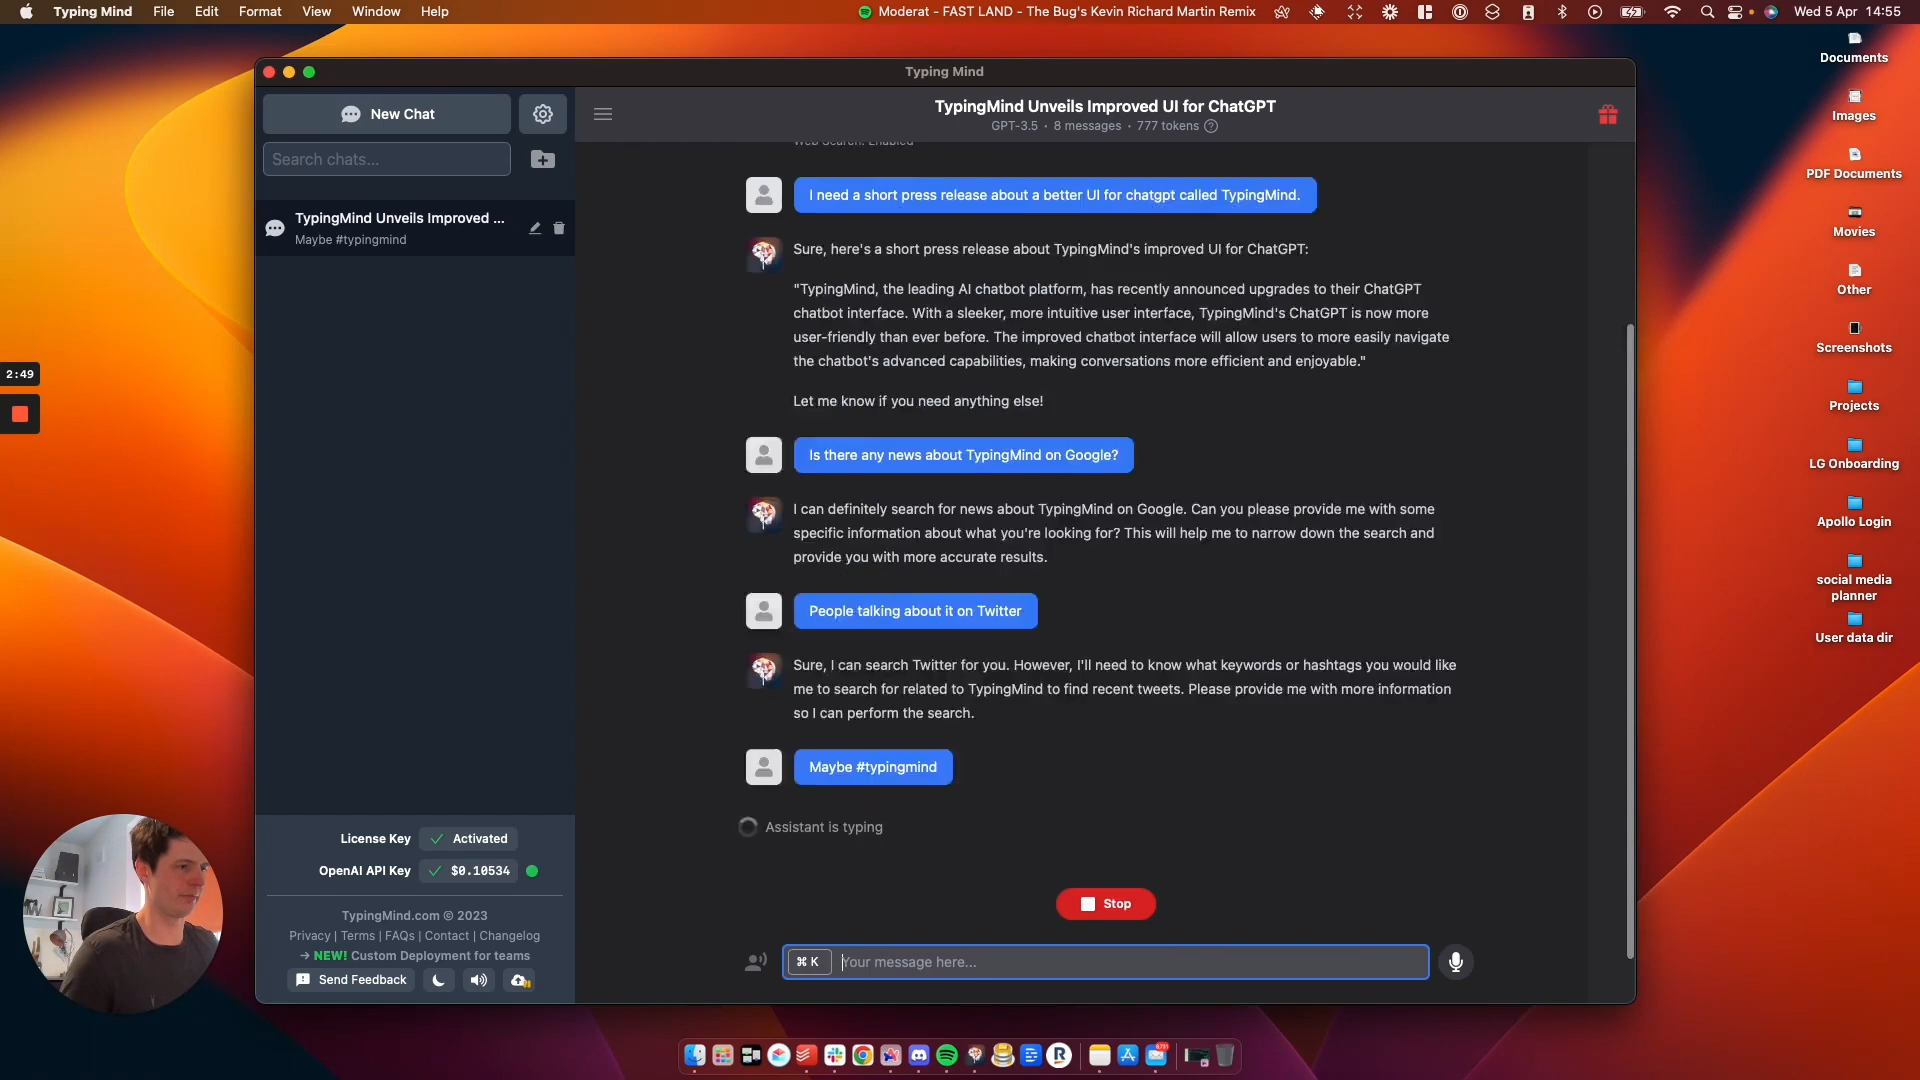 Typing Mind File Edit Format View Window Help
Moderat - FAST LAND - The Bug's Kevin Richard Martin Remix
Wed 5 Apr 14:55
Typing Mind
New Chat
Search chats...
TypingMind Unveils Improved ...
Maybe #typingmind
License Key Activated
OpenAI API Key $0.10534
TypingMind.com © 2023
Privacy | Terms | FAQs | Contact | Changelog
→ NEW! Custom Deployment for teams
Send Feedback
TypingMind Unveils Improved UI for ChatGPT
GPT-3.5 · 8 messages · 777 tokens ?
Web Search: Enabled
I need a short press release about a better UI for chatgpt called TypingMind.
Sure, here's a short press release about TypingMind's improved UI for ChatGPT:
"TypingMind, the leading AI chatbot platform, has recently announced upgrades to their ChatGPT
chatbot interface. With a sleeker, more intuitive user interface, TypingMind's ChatGPT is now more
user-friendly than ever before. The improved chatbot interface will allow users to more easily navigate
the chatbot's advanced capabilities, making conversations more efficient and enjoyable."
Let me know if you need anything else!
Is there any news about TypingMind on Google?
I can definitely search for news about TypingMind on Google. Can you please provide me with some
specific information about what you're looking for? This will help me to narrow down the search and
provide you with more accurate results.
People talking about it on Twitter
Sure, I can search Twitter for you. However, I'll need to know what keywords or hashtags you would like
me to search for related to TypingMind to find recent tweets. Please provide me with more information
so I can perform the search.
Maybe #typingmind
Assistant is typing
Stop
⌘ K Your message here...
2:49
Documents
Images
PDF Documents
Movies
Other
Screenshots
Projects
LG Onboarding
Apollo Login
social media
planner
User data dir